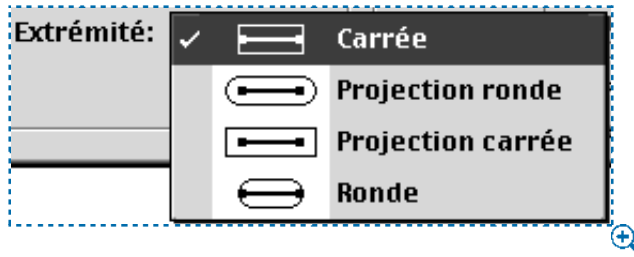 Extrémité: Carrée
Projection ronde
Projection carrée
Ronde